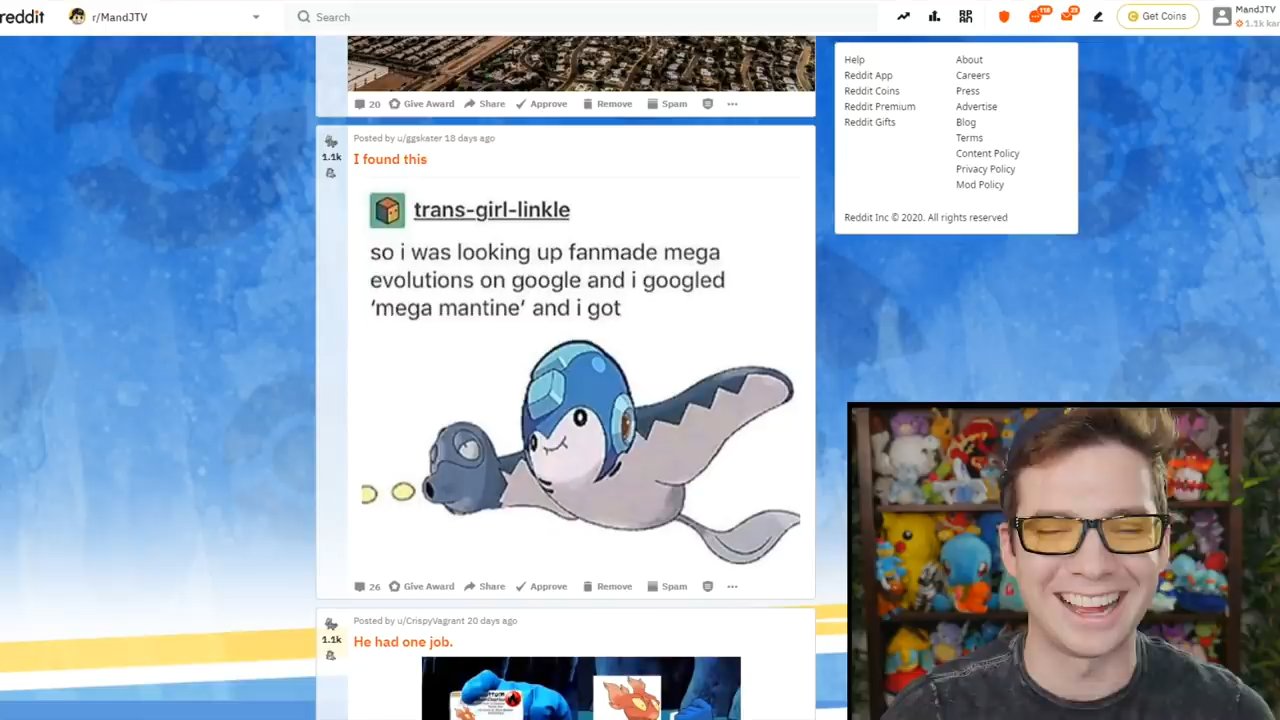 reddit
r/MandJTV
Search
118
25
Get Coins
MandJTV
20
Give Award
Share
Approve
Remove
Spam
Help
Reddit App
Reddit Coins
Reddit Premium
Reddit Gifts
About
Careers
Press
Advertise
Blog
Terms
Content Policy
Privacy Policy
Mod Policy
Reddit Inc © 2020. All rights reserved
1.1k
Posted by u/ggskater 18 days ago
I found this
trans-girl-linkle
so i was looking up fanmade mega
evolutions on google and i googled
‘mega mantine’ and i got
26
Give Award
Share
Approve
Remove
Spam
1.1k
Posted by u/CrispyVagrant 20 days ago
He had one job.